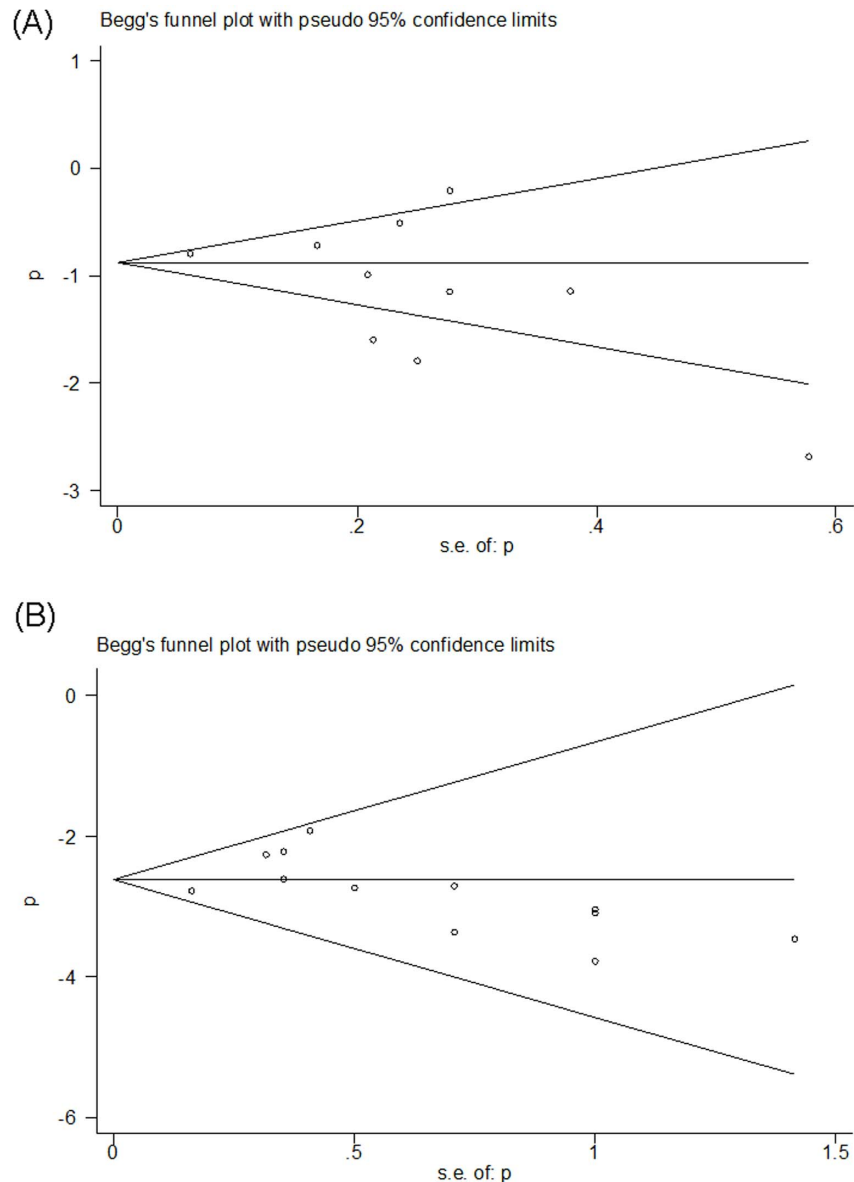 (A)
Begg's funnel plot with pseudo 95% confidence limits
1
0
-1
-2
-3
p
0 .2 .4 .6
s.e. of: p
(B)
Begg's funnel plot with pseudo 95% confidence limits
0
-2
-4
-6
p
0 .5 1 1.5
s.e. of: p